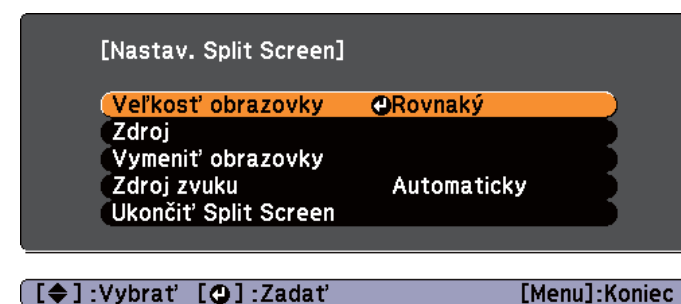 [Nastav. Split Screen]
Veľkosť obrazovky Rovnaký
Zdroj
Vymeniť obrazovky
Zdroj zvuku Automaticky
Ukončiť Split Screen
[◆] :Vybrať [⏎] :Zadať [Menu]:Koniec